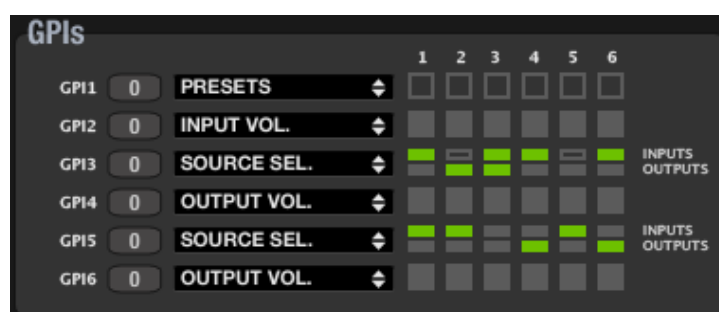 GPIs
1 2 3 4 5 6
GPI1 0 PRESETS
GPI2 0 INPUT VOL.
GPI3 0 SOURCE SEL. INPUTS
OUTPUTS
GPI4 0 OUTPUT VOL.
GPI5 0 SOURCE SEL. INPUTS
OUTPUTS
GPI6 0 OUTPUT VOL.